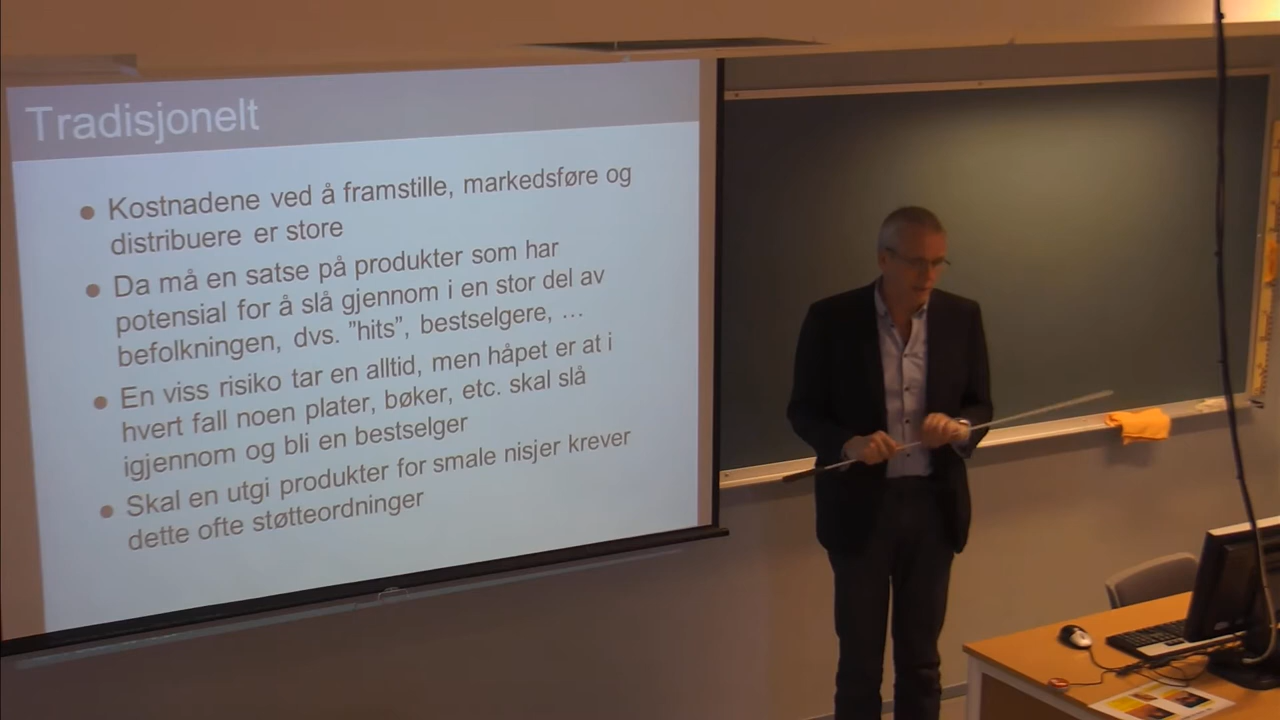 Tradisjonelt
● Kostnadene ved å framstille, markedsføre og
distribuere er store
● Da må en satse på produkter som har
potensial for å slå gjennom i en stor del av
befolkningen, dvs. ”hits”, bestselgere, …
● En viss risiko tar en alltid, men håpet er at i
hvert fall noen plater, bøker, etc. skal slå
igjennom og bli en bestselger
● Skal en utgi produkter for smale nisjer krever
dette ofte støtteordninger